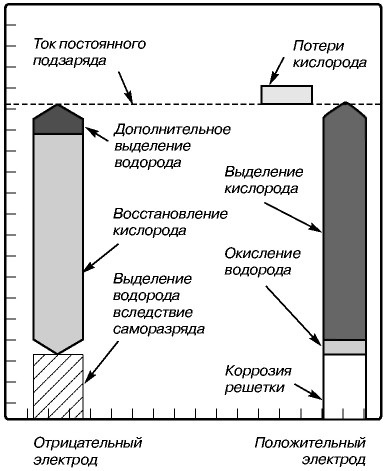 Ток постоянного
подзаряда
Потери
кислорода
Дополнительное
выделение
водорода
Выделение
кислорода
Восстановление
кислорода
Окисление
водорода
Выделение
водорода
вследствие
саморазряда
Коррозия
решетки
Отрицательный
электрод
Положительный
электрод